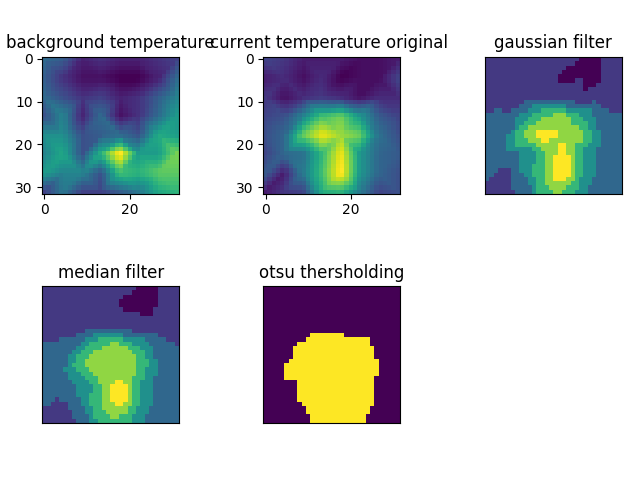 background temperature
current temperature original
gaussian filter
0
10
20
30
0
20
0
10
20
30
0
20
median filter
otsu thersholding